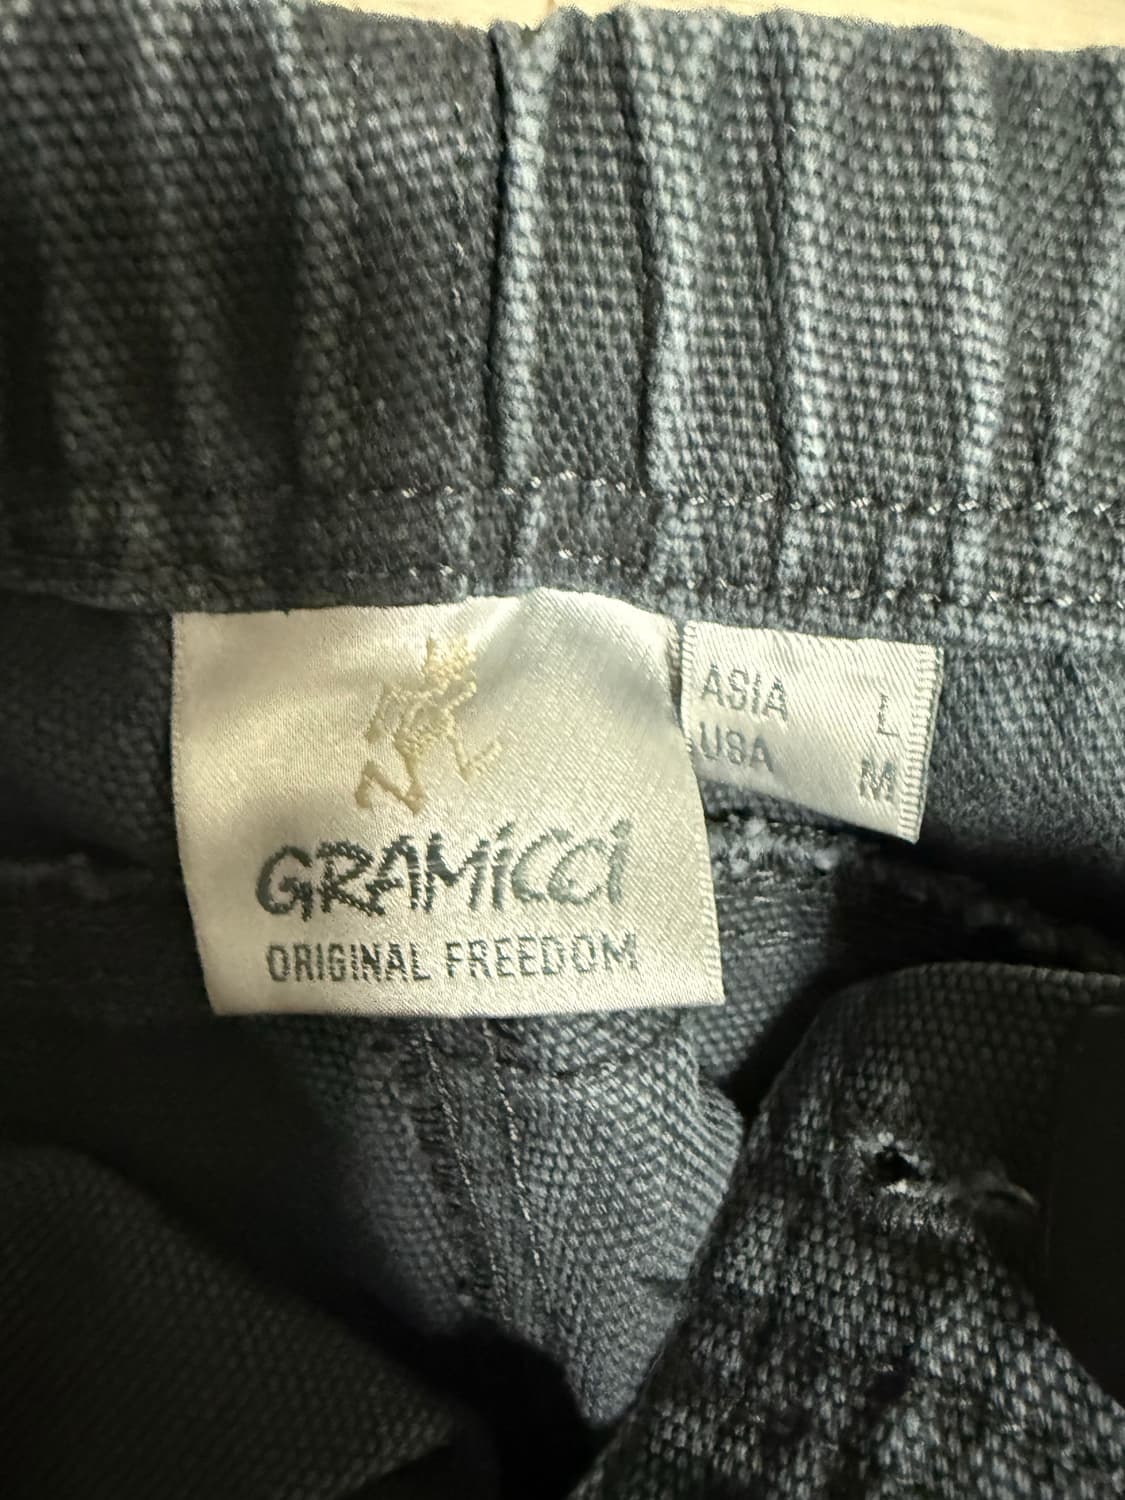 GRAMiCCi
ORIGINAL FREEDOM
ASIA L
USA M